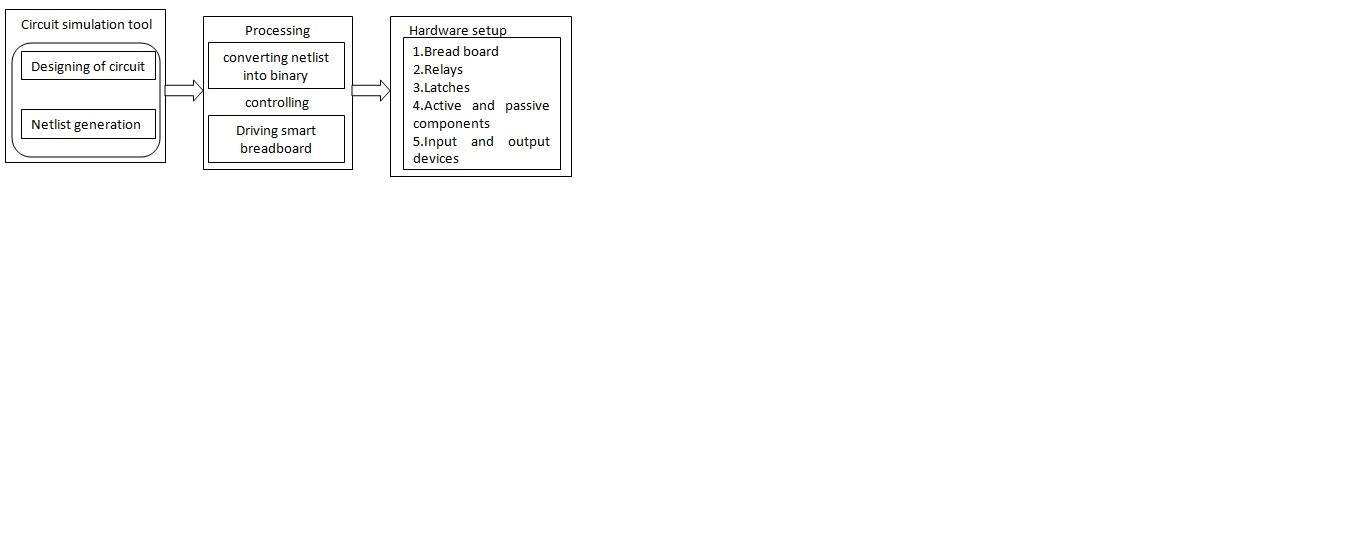 Circuit simulation tool
Designing of circuit
Netlist generation
Processing
converting netlist
into binary
controlling
Driving smart
breadboard
Hardware setup
1.Bread board
2.Relays
3.Latches
4.Active and passive
components
5.Input and output
devices